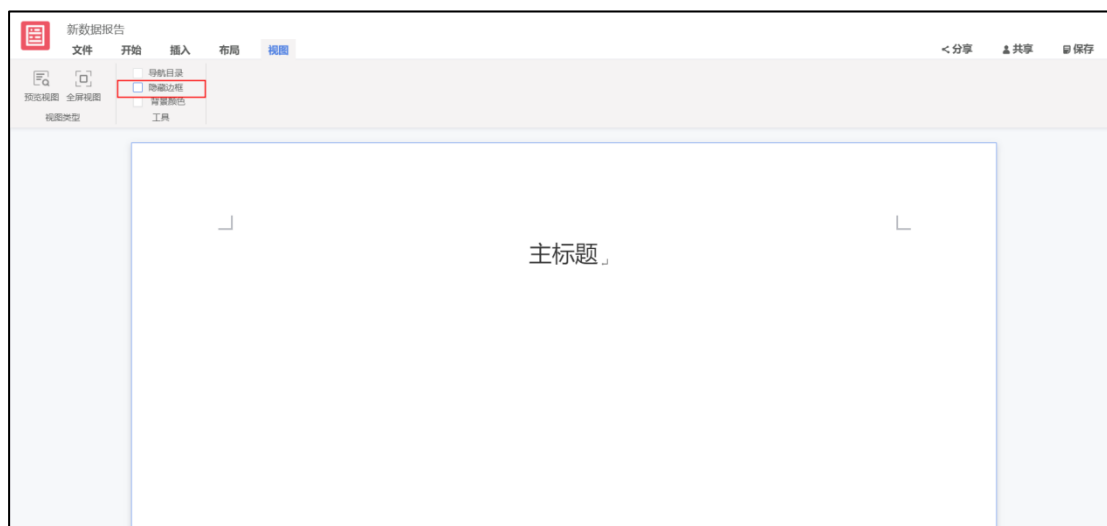 新数据报告
文件 开始 插入 布局 视图 分享 共享 保存
导航目录
隐藏边框
背景颜色
预览视图 全屏视图
视图类型 工具
主标题